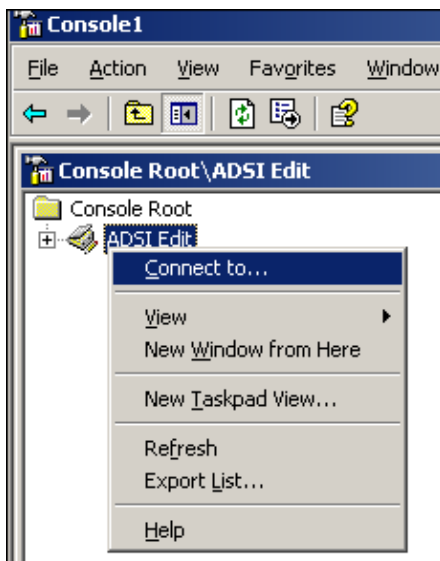 Console1
File Action View Favorites Window
Console Root\ADSI Edit
Console Root
ADSI Edit
Connect to...
View
New Window from Here
New Taskpad View...
Refresh
Export List...
Help